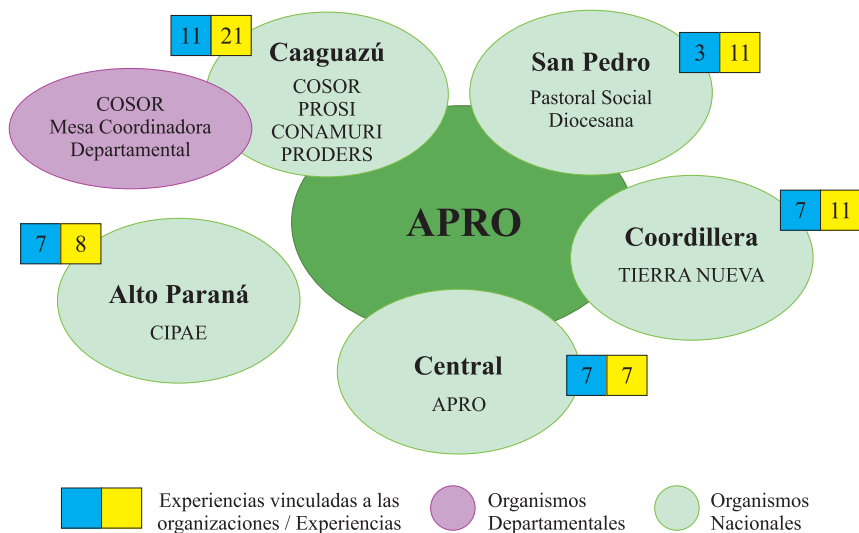 11 21
Caaguazú
COSOR
PROSI
CONAMURI
PRODERS
COSOR
Mesa Coordinadora
Departamental
San Pedro
3 11
Pastoral Social
Diocesana
APRO
7 11
Coordillera
TIERRA NUEVA
7 8
Alto Paraná
CIPAE
Central
APRO
7 7
Experiencias vinculadas a las
organizaciones / Experiencias
Organismos
Departamentales
Organismos
Nacionales